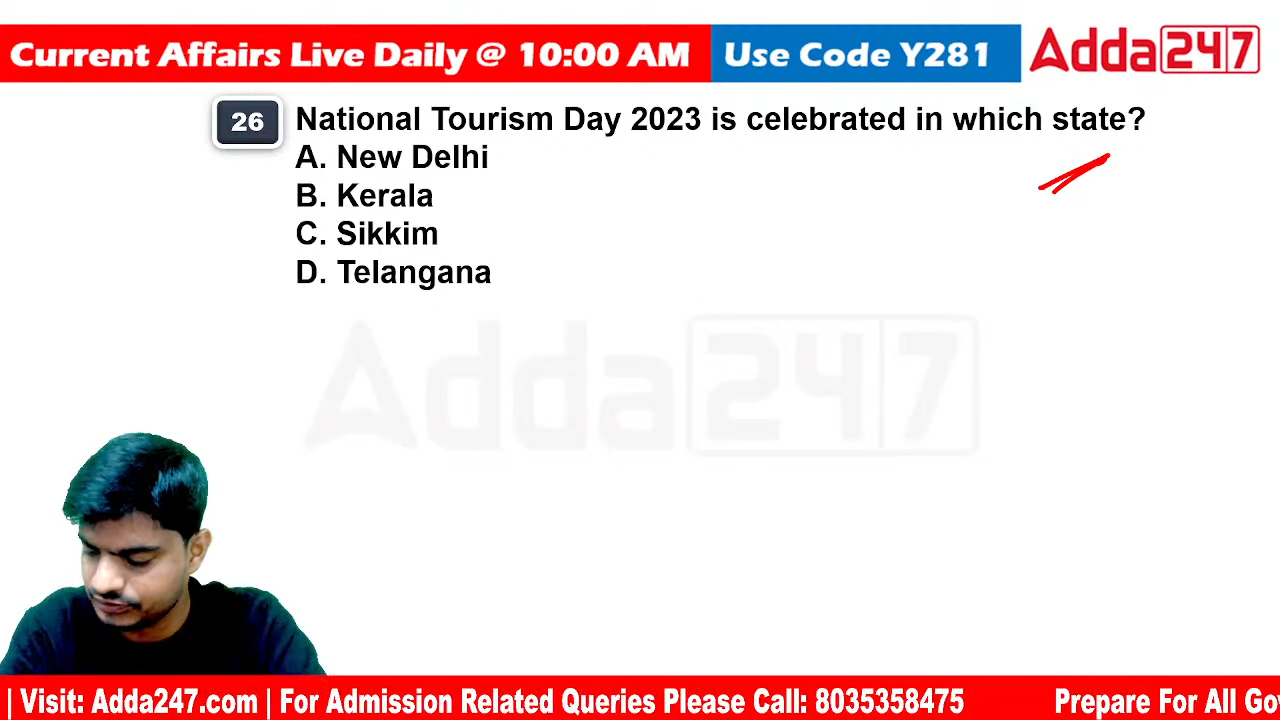 Current Affairs Live Daily @ 10:00 AM Use Code Y281 Adda247
26 National Tourism Day 2023 is celebrated in which state?
A. New Delhi
B. Kerala
C. Sikkim
D. Telangana
Adda247
| Visit: Adda247.com | For Admission Related Queries Please Call: 8035358475 Prepare For All Go